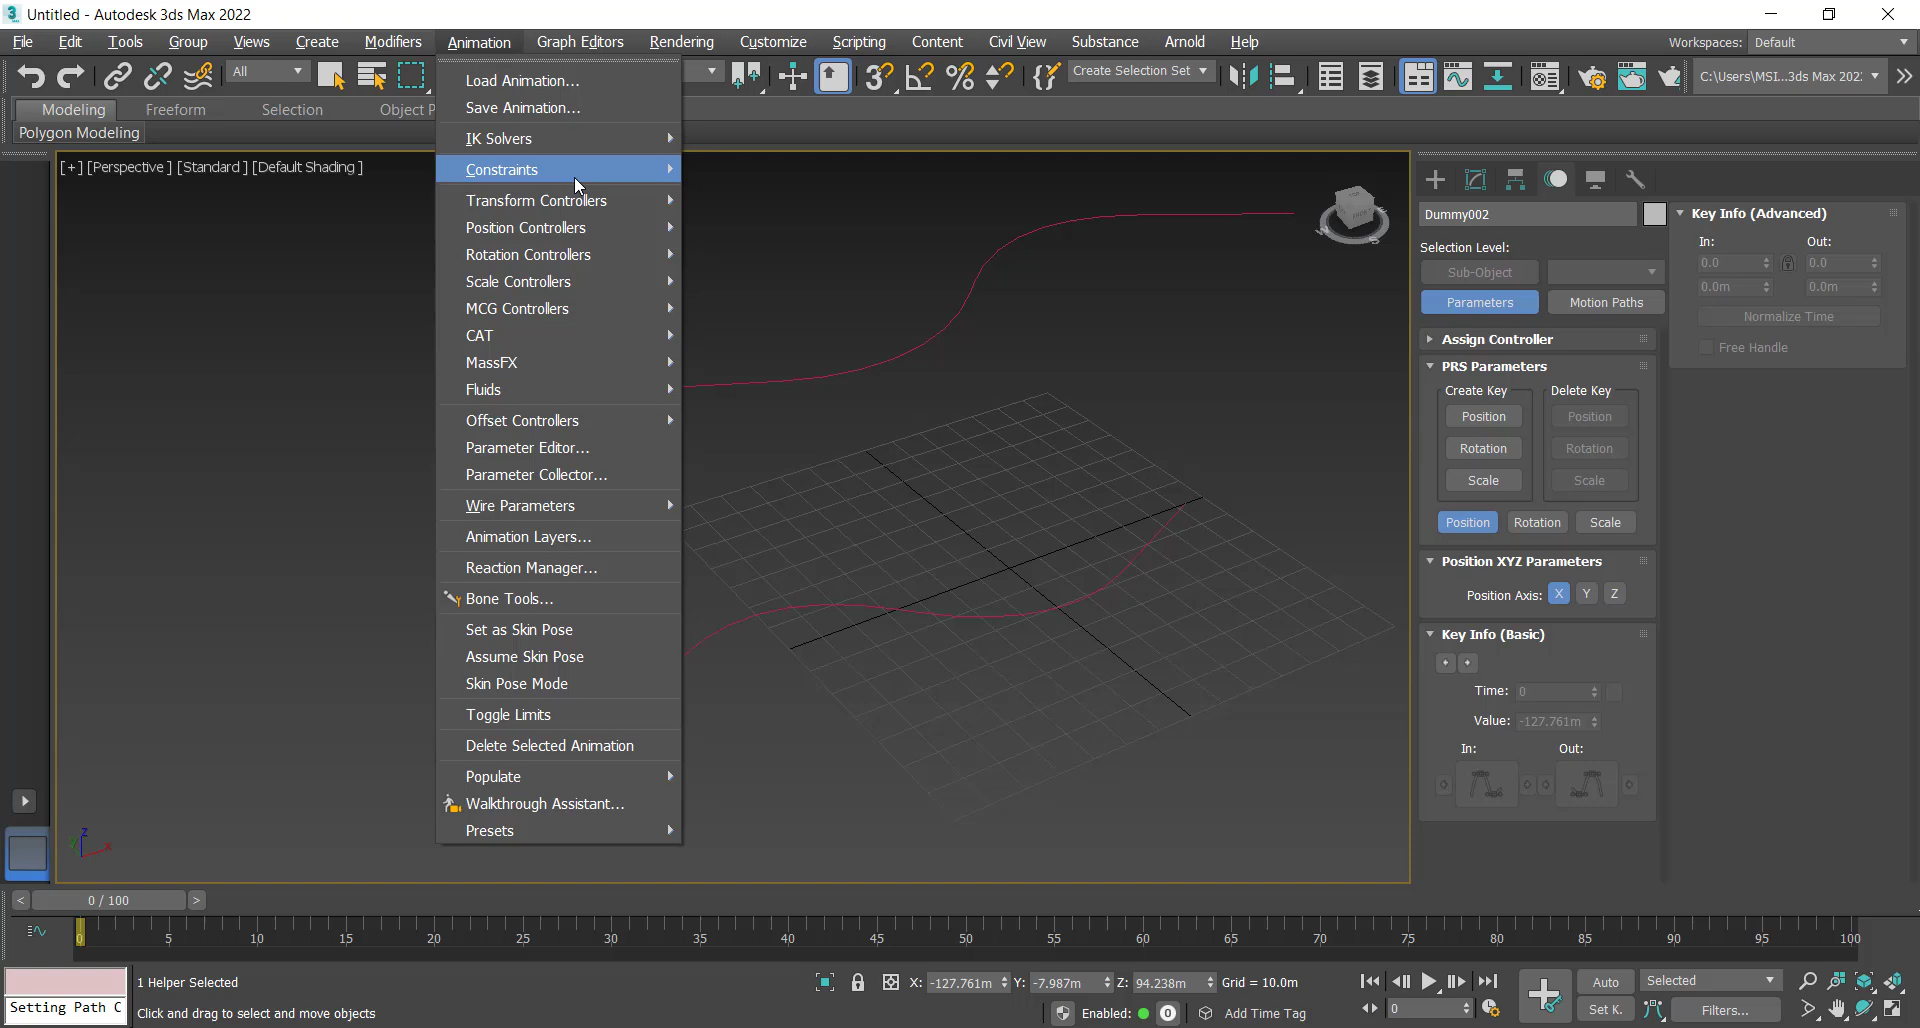 Untitled - Autodesk 3ds Max 2022
File Edit Tools Group Views Create Modifiers Animation Graph Editors Rendering Customize Scripting Content Civil View Substance Arnold Help Workspaces: Default
All Create Selection Set C:\Users\MSI...3ds Max 202
Modeling Freeform Selection Object P
Polygon Modeling
[+] [Perspective ] [Standard ] [Default Shading ]
Load Animation...
Save Animation...
IK Solvers
Constraints
Transform Controllers
Position Controllers
Rotation Controllers
Scale Controllers
MCG Controllers
CAT
MassFX
Fluids
Offset Controllers
Parameter Editor...
Parameter Collector...
Wire Parameters
Animation Layers...
Reaction Manager...
Bone Tools...
Set as Skin Pose
Assume Skin Pose
Skin Pose Mode
Toggle Limits
Delete Selected Animation
Populate
Walkthrough Assistant...
Presets
Dummy002
Selection Level:
Sub-Object
Parameters Motion Paths
Assign Controller
PRS Parameters
Create Key Delete Key
Position Position
Rotation Rotation
Scale Scale
Position Rotation Scale
Position XYZ Parameters
Position Axis: X Y Z
Key Info (Basic)
Time: 0
Value: -127.761m
In: Out:
Key Info (Advanced)
In: Out:
0.0 0.0
0.0m 0.0m
Normalize Time
Free Handle
z
x
< 0 / 100 >
0 5 10 15 20 25 30 35 40 45 50 55 60 65 70 75 80 85 90 95 100
1 Helper Selected X: -127.761m Y: -7.987m Z: 94.238m Grid = 10.0m Auto Selected
Setting Path C Click and drag to select and move objects Enabled: 0 Add Time Tag 0 Set K. Filters...